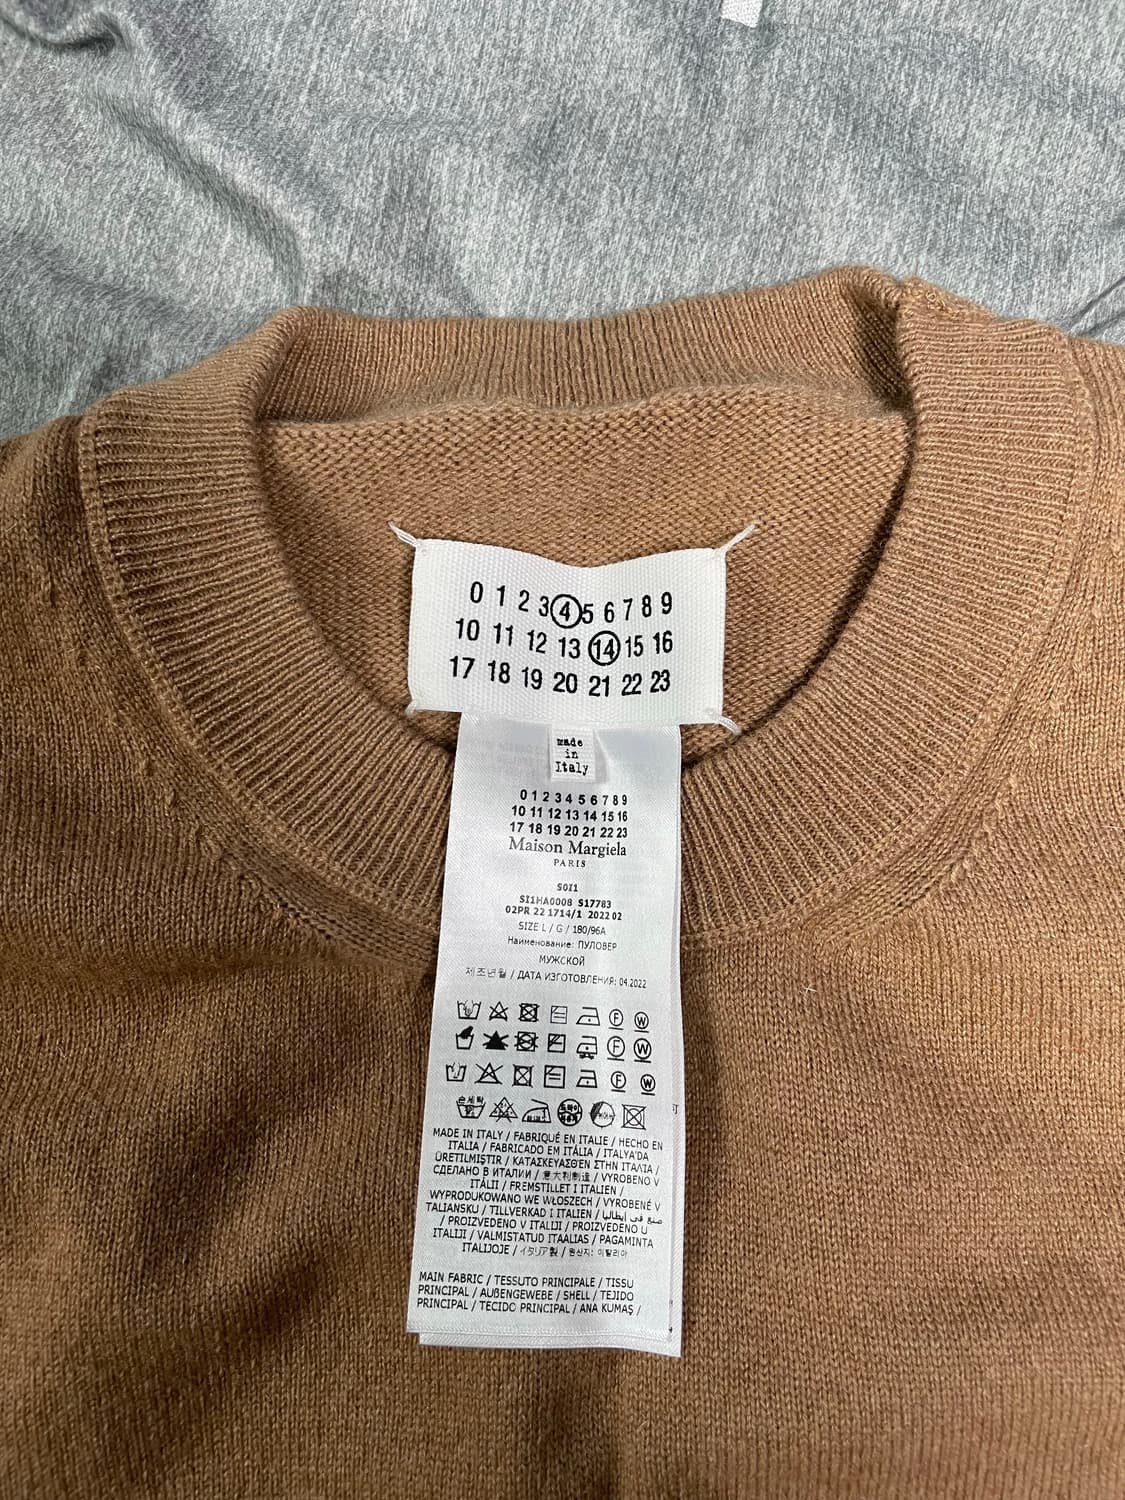 0 1 2 3 4 5 6 7 8 9
10 11 12 13 14 15 16
17 18 19 20 21 22 23
made
in
Italy
0 1 2 3 4 5 6 7 8 9
10 11 12 13 14 15 16
17 18 19 20 21 22 23
Maison Margiela
PARIS
S0I1
SI1HA0008 S17783
02PR 22 1714/1 2022 02
SIZE L / G / 180/96A
Наименование: ПУЛОВЕР
МУЖСКОЙ
제조년월 / ДАТА ИЗГОТОВЛЕНИЯ: 04.2022
F W
F W
F W
손세탁
MADE IN ITALY / FABRIQUÉ EN ITALIE / HECHO EN
ITALIA / FABRICADO EM ITÁLIA / ITALYA'DA
ÜRETILMIŞTIR / ΚΑΤΑΣΚΕΥΑΣΘΕΝ ΣΤΗΝ ΙΤΑΛΙΑ /
СДЕЛАНО В ИТАЛИИ / 意大利制造 / VYROBENO V
ITÁLII / FREMSTILLET I ITALIEN /
WYPRODUKOWANO WE WŁOSZECH / VYROBENÉ V
TALIANSKU / TILLVERKAD I ITALIEN / صنع في إيطاليا
/ PROIZVEDENO V ITALIJI / PROIZVEDENO U
ITALIJI / VALMISTATUD ITAALIAS / PAGAMINTA
ITALIJOJE / イタリア製 / 원산지: 이탈리아
MAIN FABRIC / TESSUTO PRINCIPALE / TISSU
PRINCIPAL / AUßENGEWEBE / SHELL / TEJIDO
PRINCIPAL / TECIDO PRINCIPAL / ANA KUMAŞ /